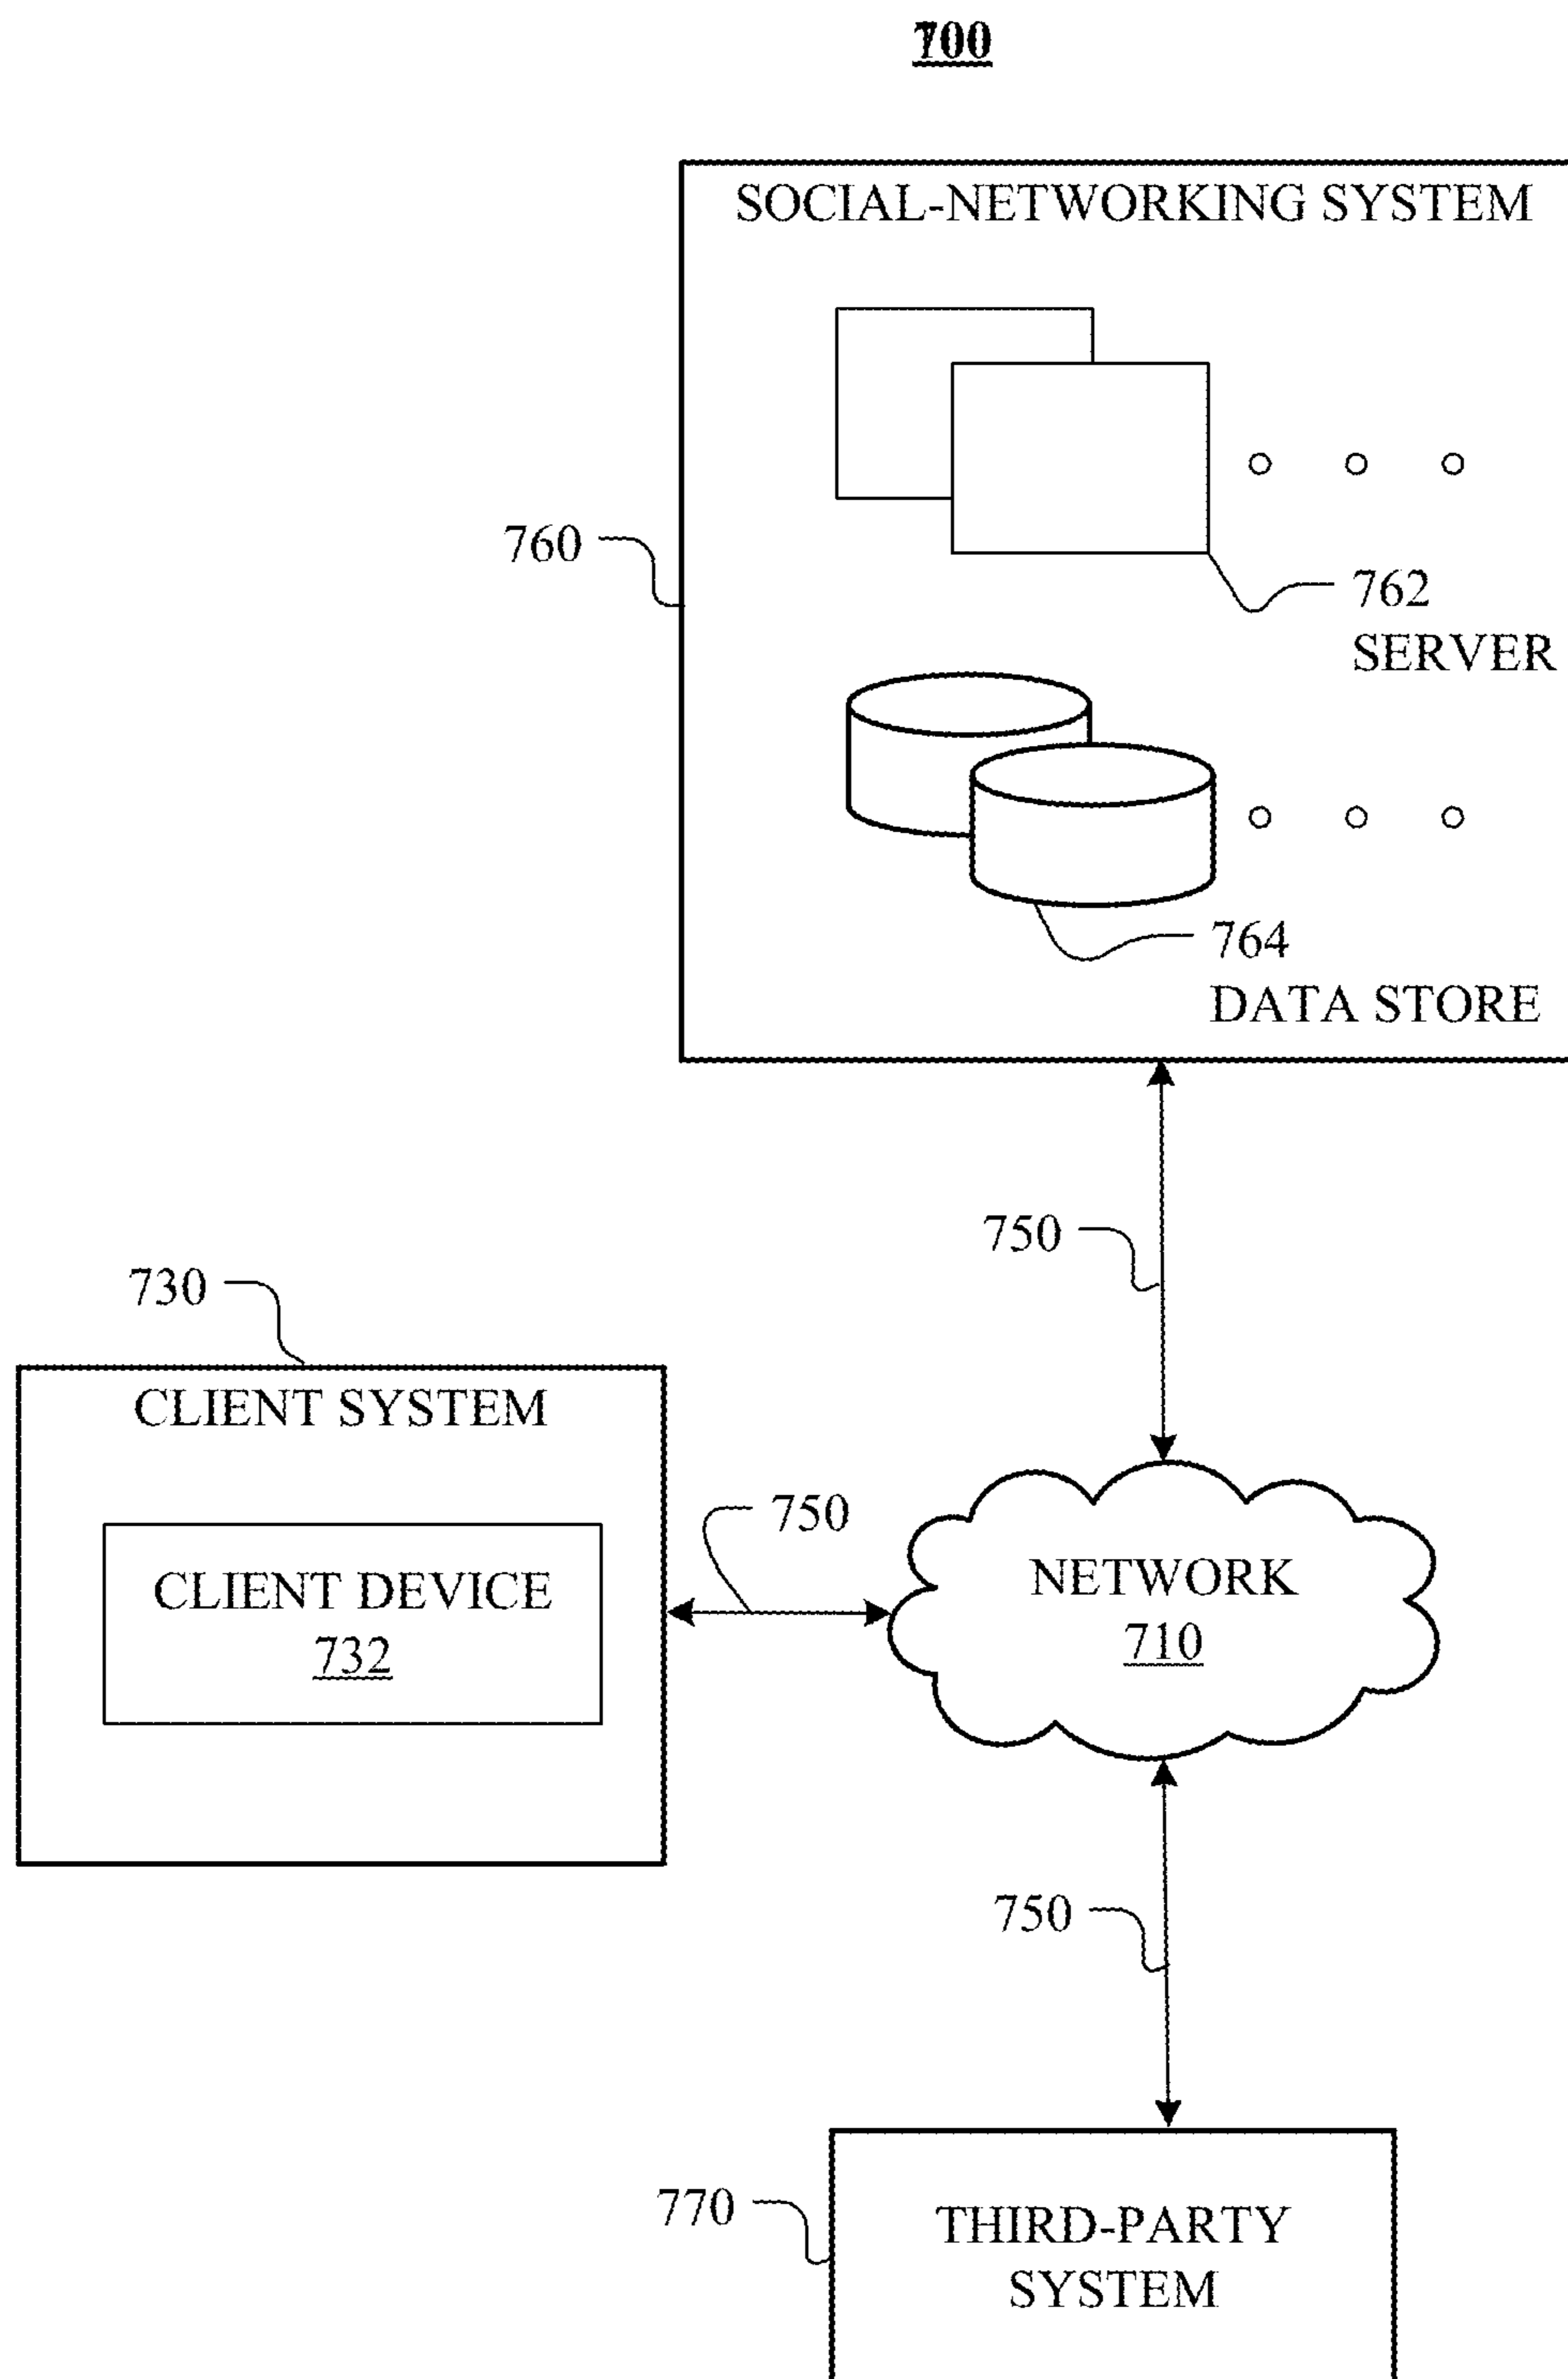 700
SOCIAL-NETWORKING SYSTEM
760
762
SERVER
764
DATA STORE
750
730
CLIENT SYSTEM
750
CLIENT DEVICE
732
NETWORK
710
750
770
THIRD-PARTY
SYSTEM